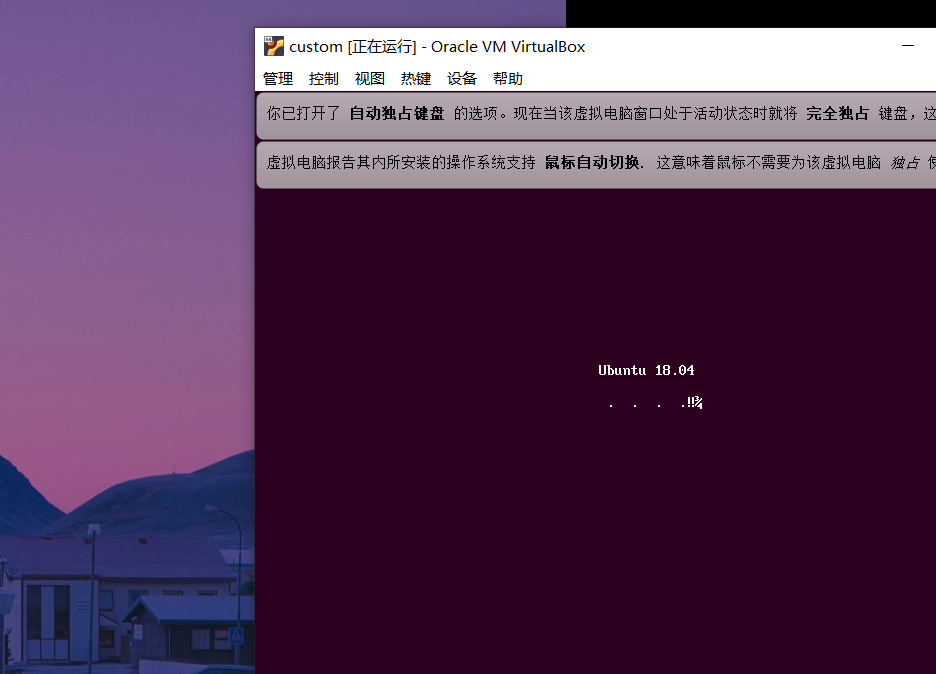 custom [正在运行] - Oracle VM VirtualBox
管理 控制 视图 热键 设备 帮助
你已打开了 自动独占键盘 的选项。现在当该虚拟电脑窗口处于活动状态时就将 完全独占 键盘，这
虚拟电脑报告其内所安装的操作系统支持 鼠标自动切换. 这意味着鼠标不需要为该虚拟电脑 独占 使
Ubuntu 18.04
. . . .‼¾